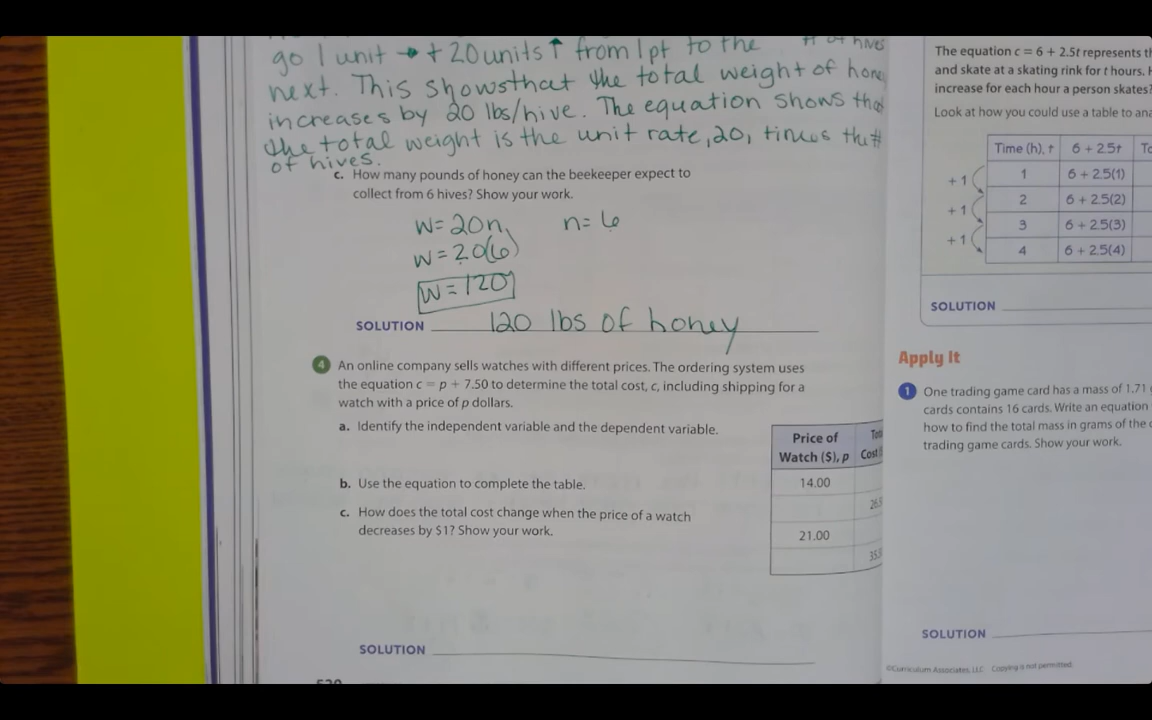 go 1 unit → + 20 units ↑ from 1 pt to the # of hives
next. This shows that the total weight of
increases by 20 lbs/hive. The equation shows
the total weight is the unit rate, 20, times the #
of hives.
c. How many pounds of honey can the beekeeper expect to
collect from 6 hives? Show your work.
w = 20n, n = 6
w = 20(6)
w = 120
SOLUTION 120 lbs of honey
4 An online company sells watches with different prices. The ordering system uses
the equation c = p + 7.50 to determine the total cost, c, including shipping for a
watch with a price of p dollars.
a. Identify the independent variable and the dependent variable.
b. Use the equation to complete the table.
c. How does the total cost change when the price of a watch
decreases by $1? Show your work.
Price of
Watch ($), p Cost
14.00
21.00
SOLUTION
The equation c = 6 + 2.5t represents
and skate at a skating rink for t hours.
increase for each hour a person skates?
Look at how you could use a table to
Time (h), t 6 + 2.5t
1 6 + 2.5(1)
+1
2 6 + 2.5(2)
+1
3 6 + 2.5(3)
+1
4 6 + 2.5(4)
SOLUTION
Apply It
1 One trading game card has a mass of 1.71
cards contains 16 cards. Write an equation
how to find the total mass in grams of the
trading game cards. Show your work.
SOLUTION
©Curriculum Associates, LLC Copying is not permitted.